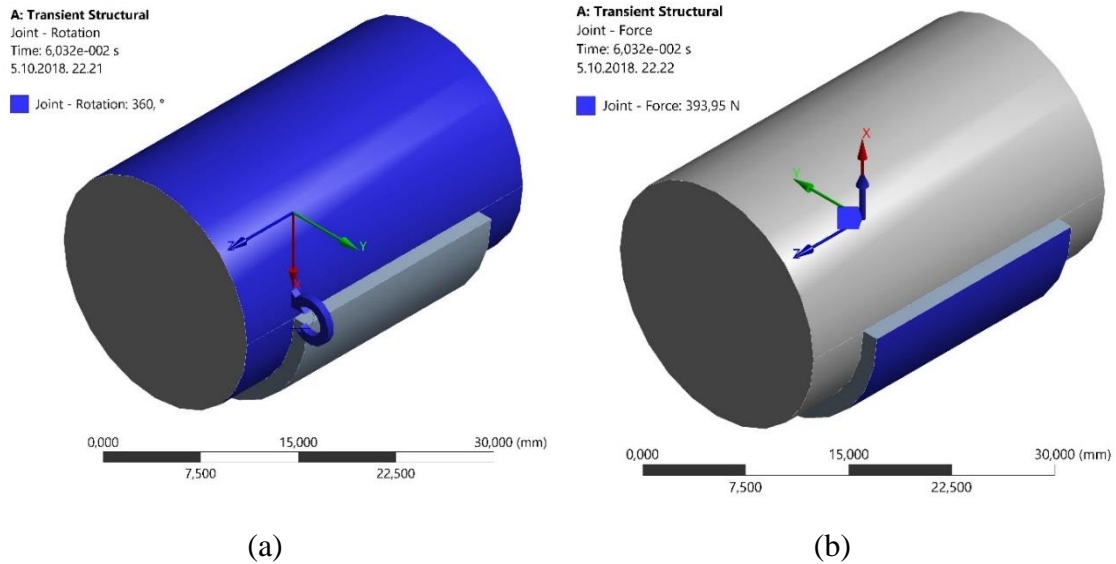 A: Transient Structural
Joint - Rotation
Time: 6,032e-002 s
5.10.2018. 22.21
Joint - Rotation: 360, °
Z
Y
X
0,000 15,000 30,000 (mm)
7,500 22,500
(a)
A: Transient Structural
Joint - Force
Time: 6,032e-002 s
5.10.2018. 22.22
Joint - Force: 393,95 N
X
Y
Z
0,000 15,000 30,000 (mm)
7,500 22,500
(b)